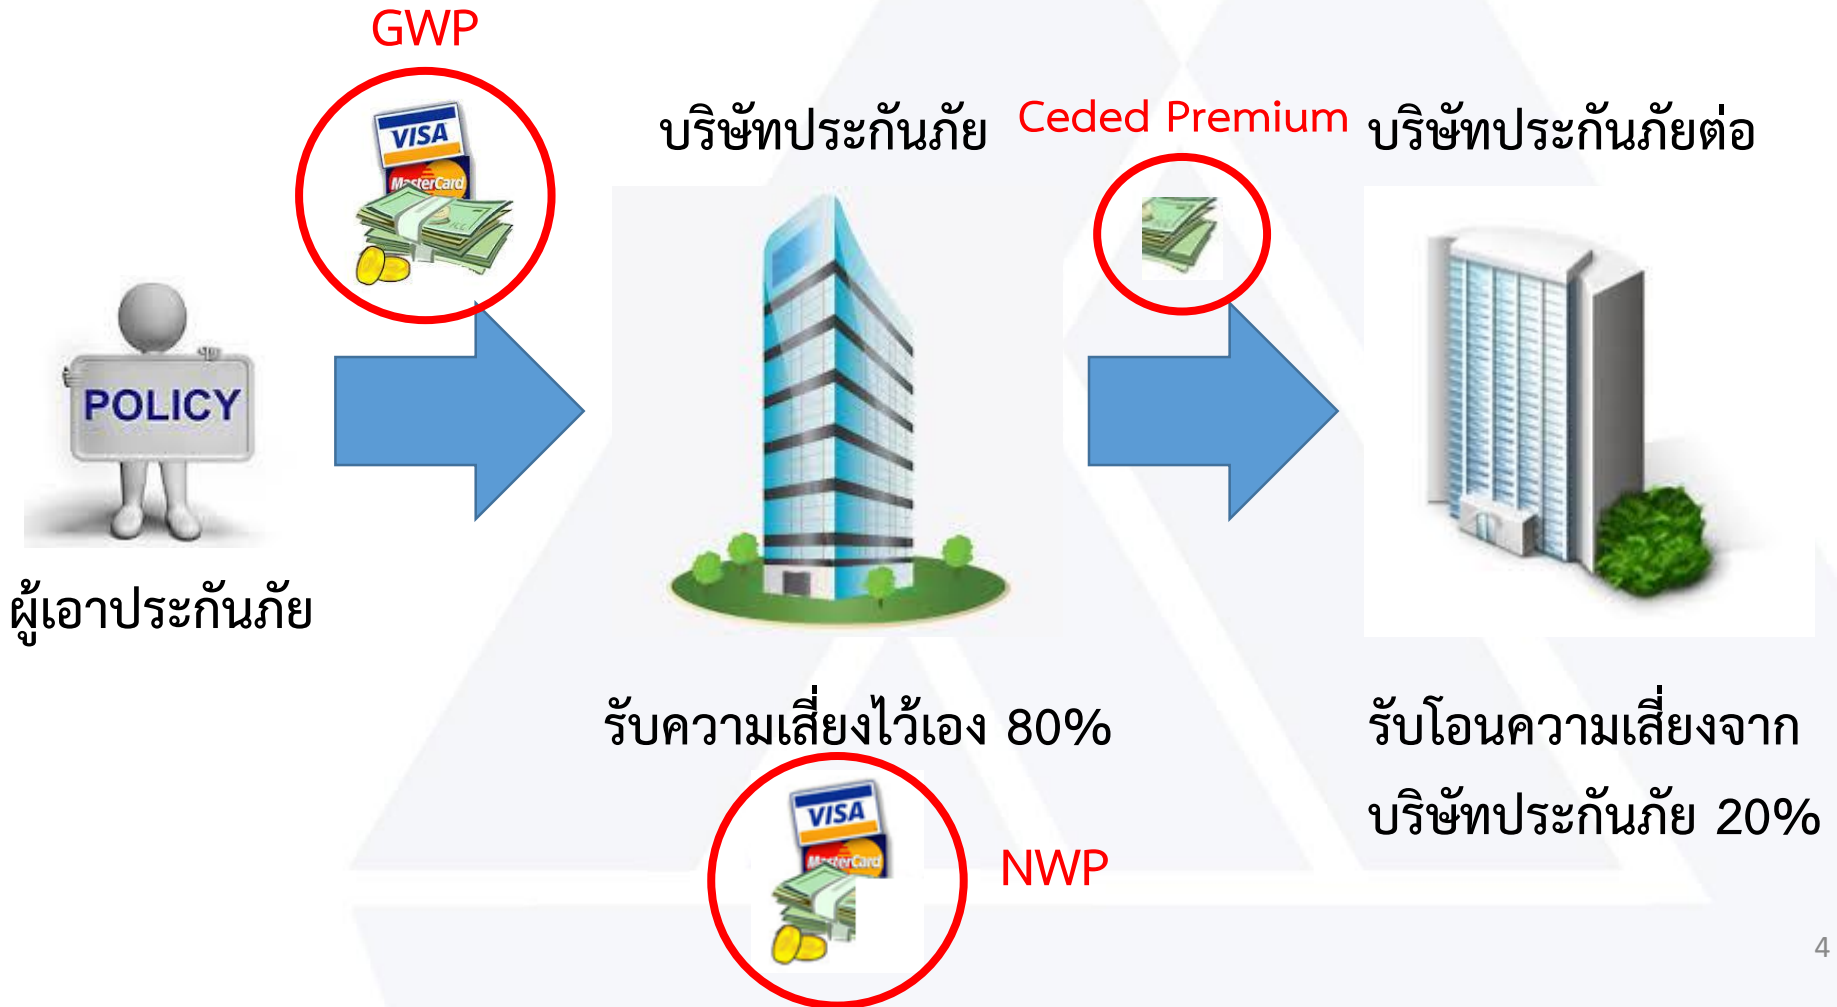 GWP
VISA
MasterCard
บริษัทประกันภัย
Ceded Premium
บริษัทประกันภัยต่อ
POLICY
ผู้เอาประกันภัย
รับความเสี่ยงไว้เอง 80%
รับโอนความเสี่ยงจาก
บริษัทประกันภัย 20%
VISA
MasterCard
NWP
4